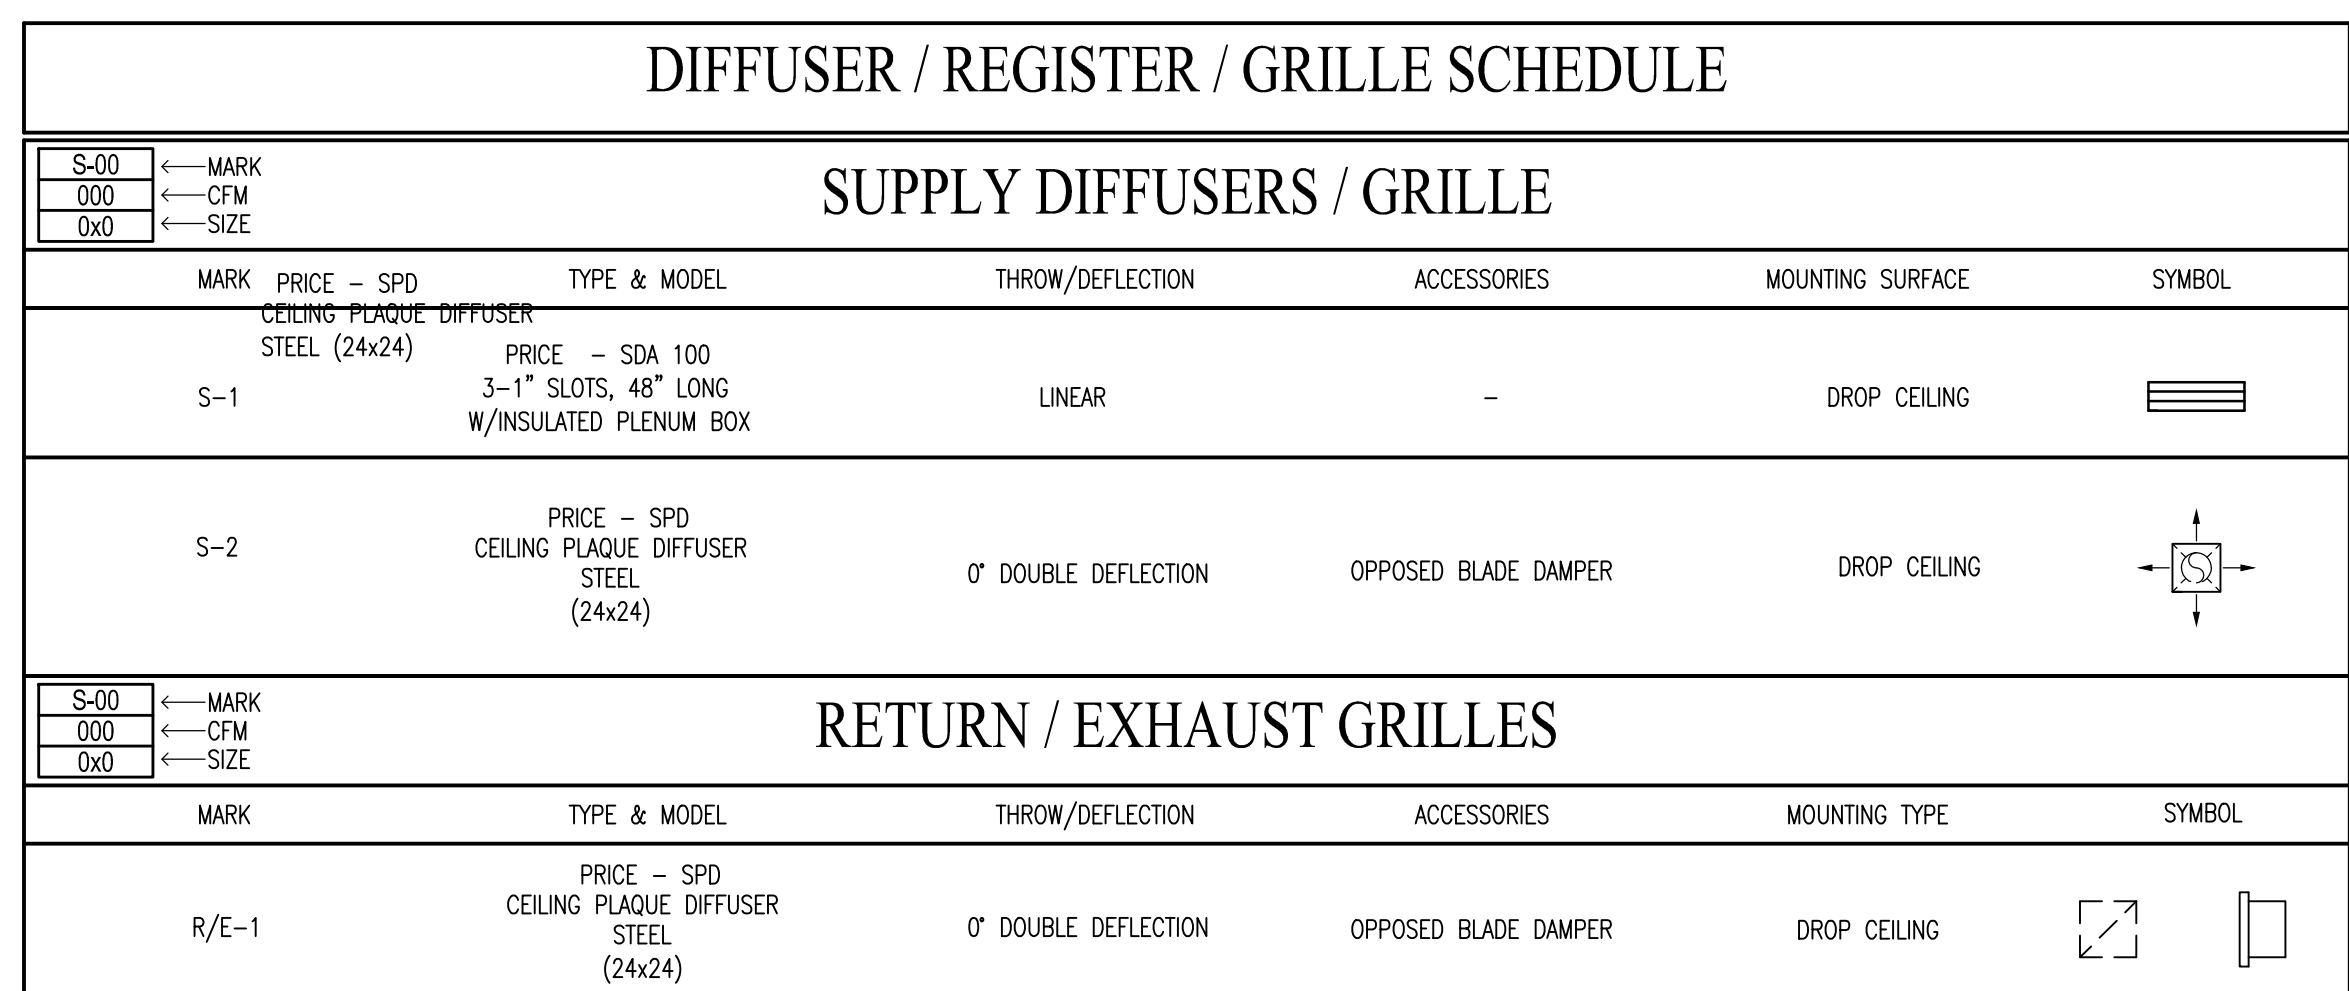 DIFFUSER / REGISTER / GRILLE SCHEDULE
S-00 MARK
000 CFM
0x0 SIZE
SUPPLY DIFFUSERS / GRILLE
MARK TYPE & MODEL THROW/DEFLECTION ACCESSORIES MOUNTING SURFACE SYMBOL
PRICE - SPD
CEILING PLAQUE DIFFUSER
STEEL (24x24)
S-1
PRICE - SDA 100
3-1" SLOTS, 48" LONG
W/INSULATED PLENUM BOX
LINEAR
-
DROP CEILING
S-2
PRICE - SPD
CEILING PLAQUE DIFFUSER
STEEL
(24x24)
0° DOUBLE DEFLECTION
OPPOSED BLADE DAMPER
DROP CEILING
S-00 MARK
000 CFM
0x0 SIZE
RETURN / EXHAUST GRILLES
MARK TYPE & MODEL THROW/DEFLECTION ACCESSORIES MOUNTING TYPE SYMBOL
R/E-1
PRICE - SPD
CEILING PLAQUE DIFFUSER
STEEL
(24x24)
0° DOUBLE DEFLECTION
OPPOSED BLADE DAMPER
DROP CEILING